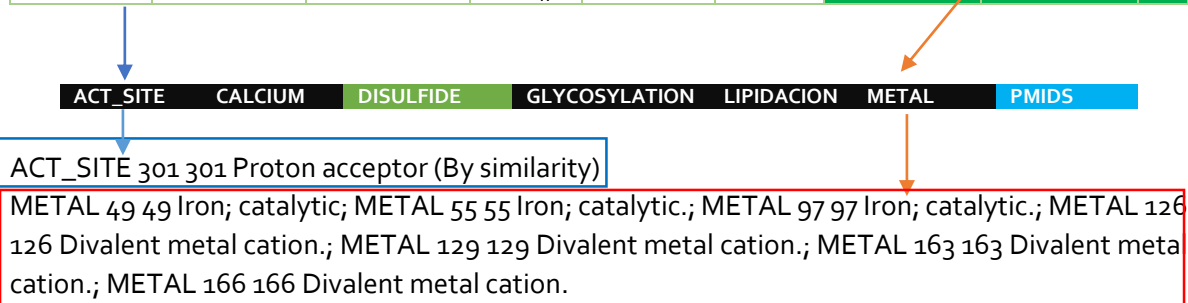 ACT_SITE CALCIUM DISULFIDE GLYCOSYLATION LIPIDACION METAL PMIDS
ACT_SITE 301 301 Proton acceptor (By similarity)
METAL 49 49 Iron; catalytic; METAL 55 55 Iron; catalytic.; METAL 97 97 Iron; catalytic.; METAL 126
126 Divalent metal cation.; METAL 129 129 Divalent metal cation.; METAL 163 163 Divalent metal
cation.; METAL 166 166 Divalent metal cation.